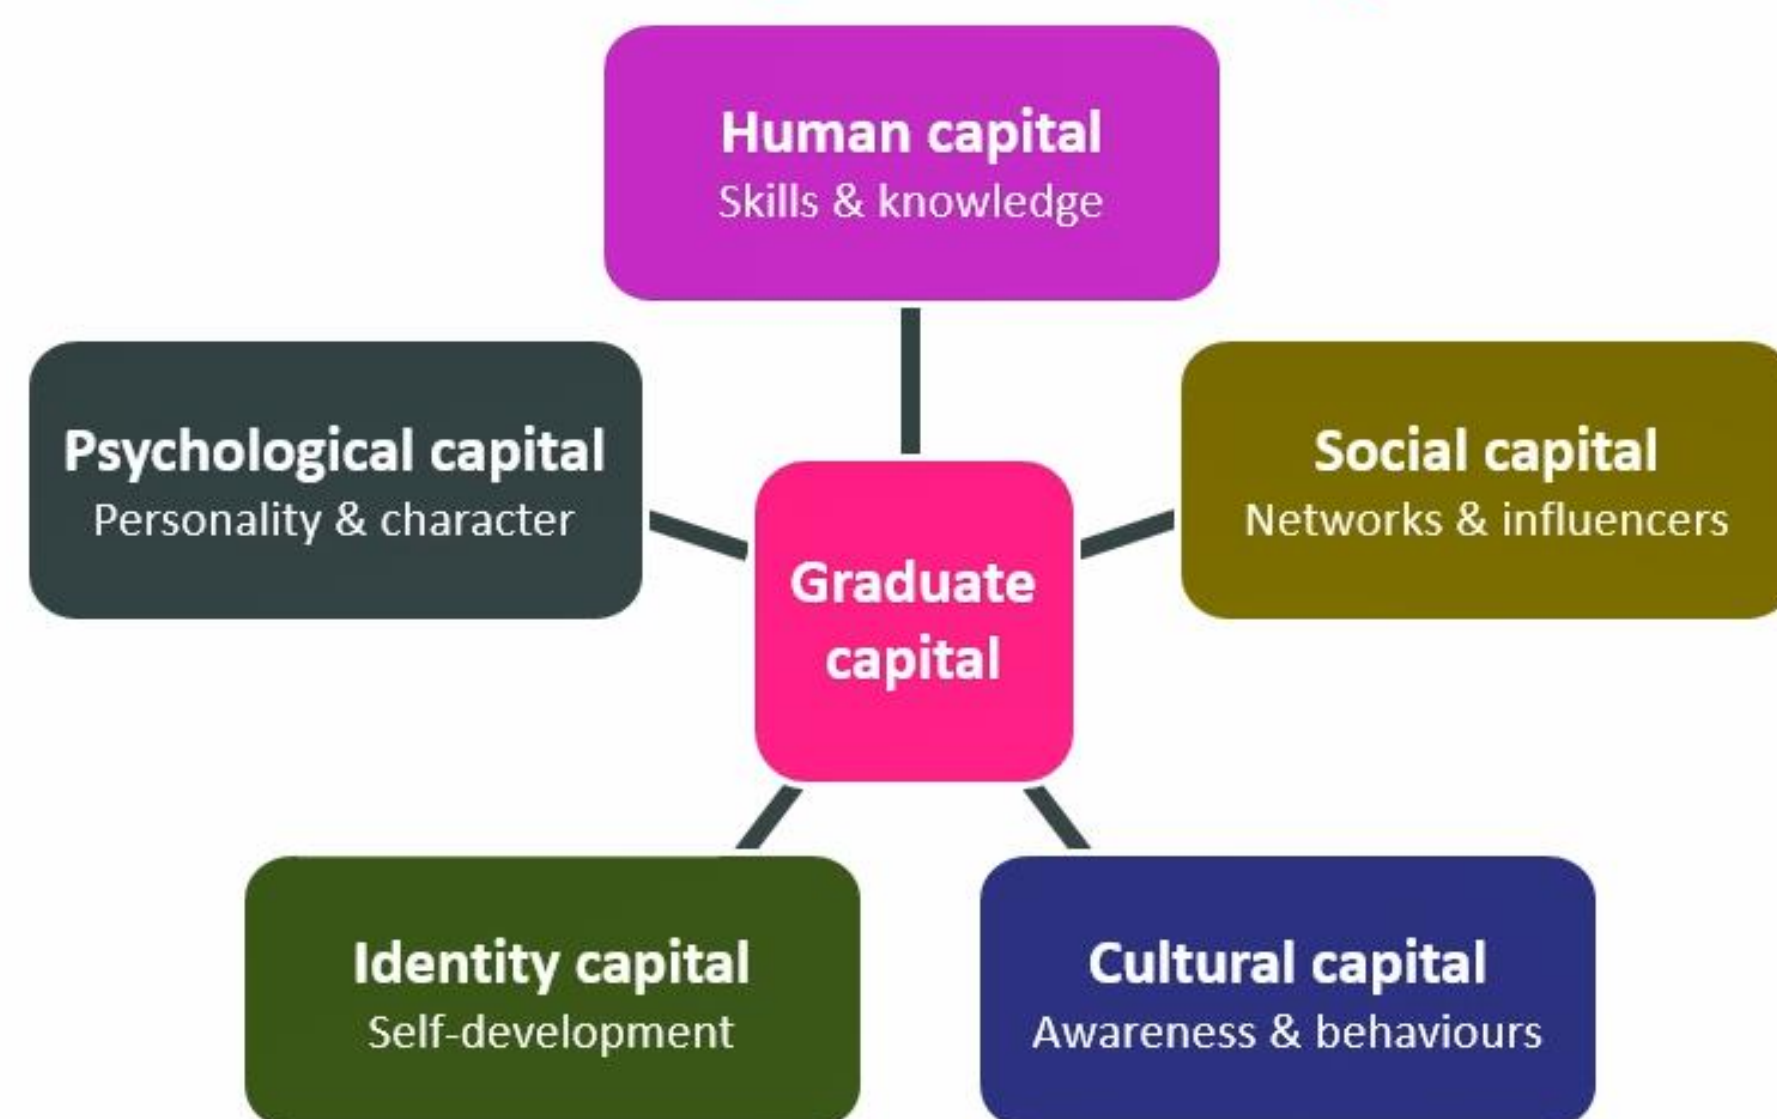 Human capital
Skills & knowledge
Psychological capital
Personality & character
Social capital
Networks & influencers
Graduate
capital
Identity capital
Self-development
Cultural capital
Awareness & behaviours